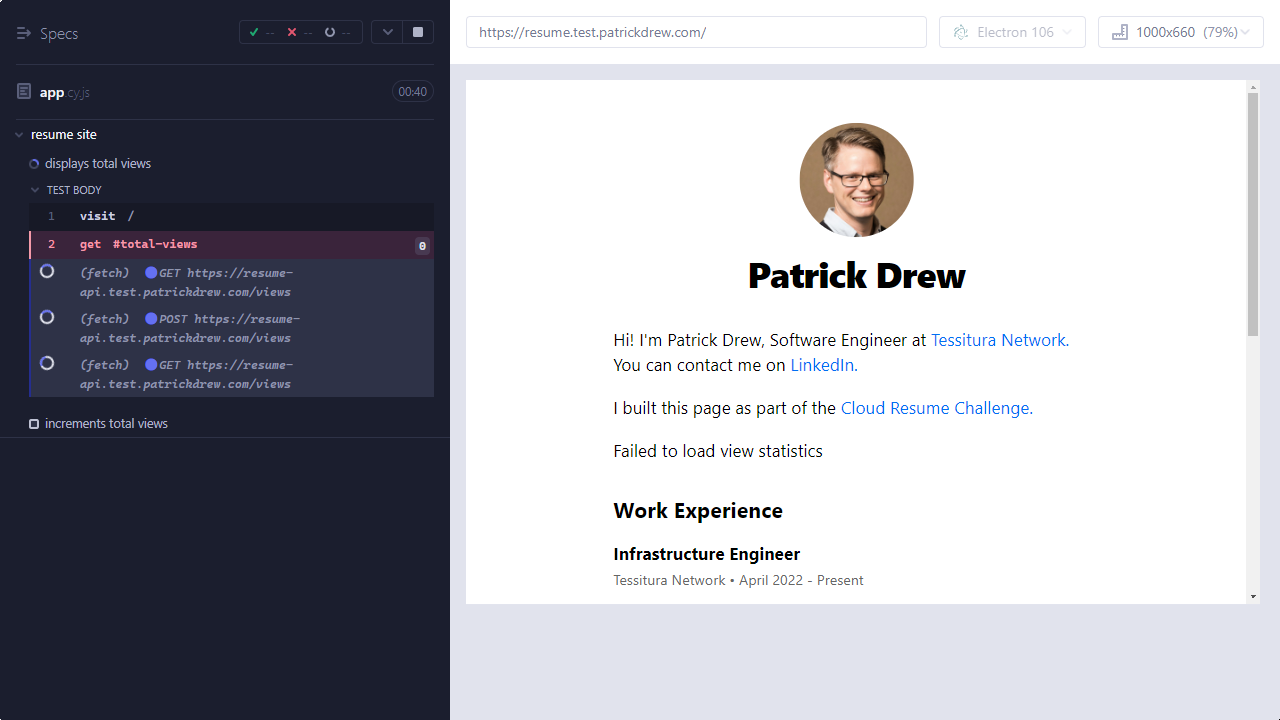 Specs
-- -- --
app.cy.js
00:40
resume site
displays total views
TEST BODY
1 visit /
2 get #total-views 0
(fetch) GET https://resume-
api.test.patrickdrew.com/views
(fetch) POST https://resume-
api.test.patrickdrew.com/views
(fetch) GET https://resume-
api.test.patrickdrew.com/views
increments total views
https://resume.test.patrickdrew.com/
Electron 106
1000x660 (79%)
Patrick Drew
Hi! I'm Patrick Drew, Software Engineer at Tessitura Network.
You can contact me on LinkedIn.
I built this page as part of the Cloud Resume Challenge.
Failed to load view statistics
Work Experience
Infrastructure Engineer
Tessitura Network • April 2022 - Present